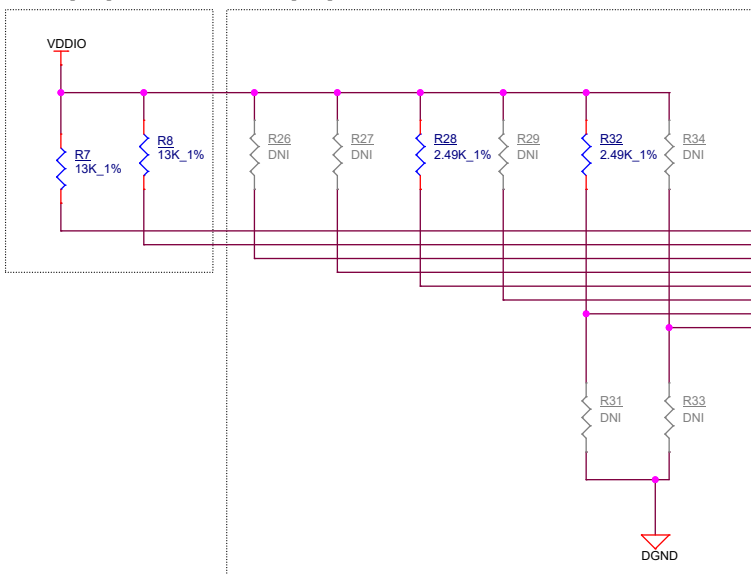 VDDIO
R7
13K_1%
R8
13K_1%
R26
DNI
R27
DNI
R28
2.49K_1%
R29
DNI
R32
2.49K_1%
R34
DNI
R31
DNI
R33
DNI
DGND